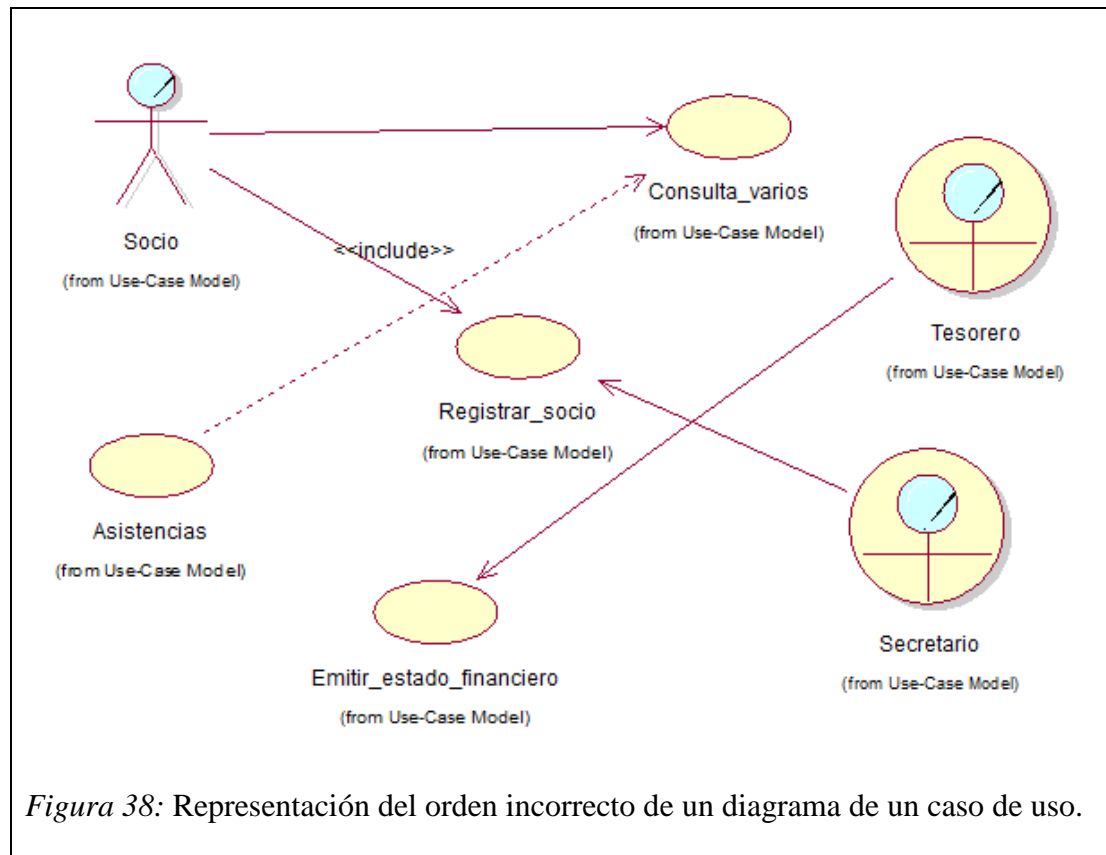 Socio
(from Use-Case Model)
Consulta_varios
(from Use-Case Model)
<<include>>
Tesorero
(from Use-Case Model)
Registrar_socio
(from Use-Case Model)
Asistencias
(from Use-Case Model)
Secretario
(from Use-Case Model)
Emitir_estado_financiero
(from Use-Case Model)
Figura 38: Representación del orden incorrecto de un diagrama de un caso de uso.